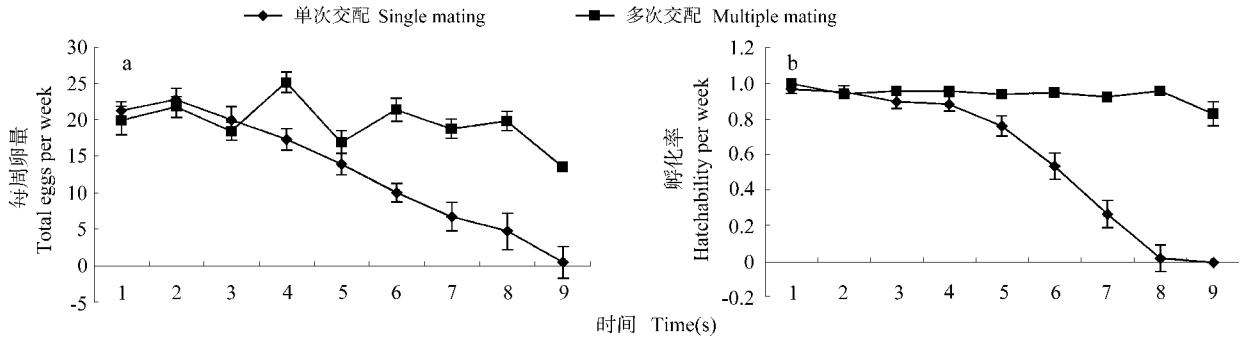 单次交配 Single mating 多次交配 Multiple mating
a
每周卵量
Total eggs per week
30
25
20
15
10
5
0
-5
1 2 3 4 5 6 7 8 9
b
孵化率
Hatchability per week
1.2
1.0
0.8
0.6
0.4
0.2
0
-0.2
1 2 3 4 5 6 7 8 9
时间 Time(s)